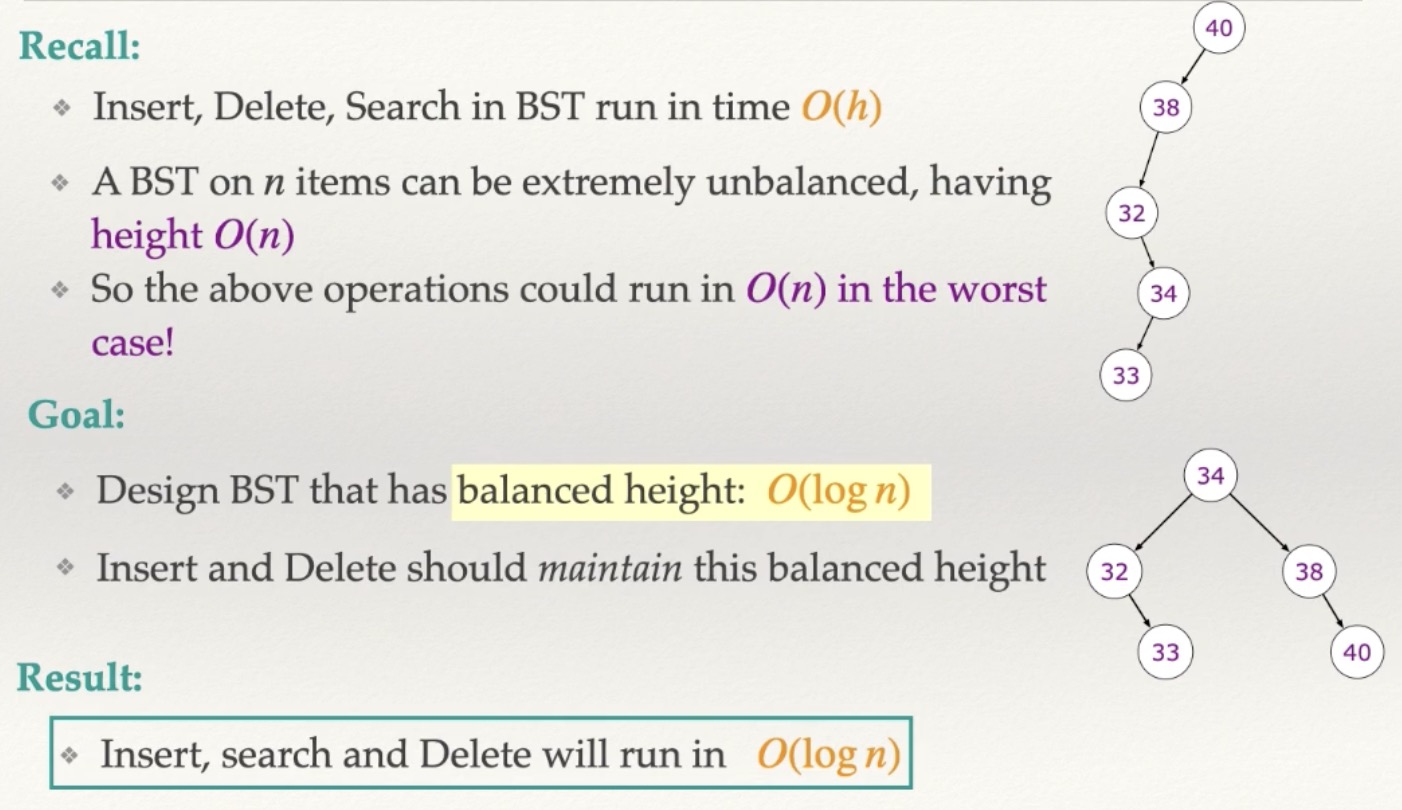 Recall:
❖ Insert, Delete, Search in BST run in time O(h)
❖ A BST on n items can be extremely unbalanced, having
height O(n)
❖ So the above operations could run in O(n) in the worst
case!
40
38
32
34
33
Goal:
❖ Design BST that has balanced height: O(log n)
❖ Insert and Delete should maintain this balanced height
34
32 38
33 40
Result:
❖ Insert, search and Delete will run in O(log n)